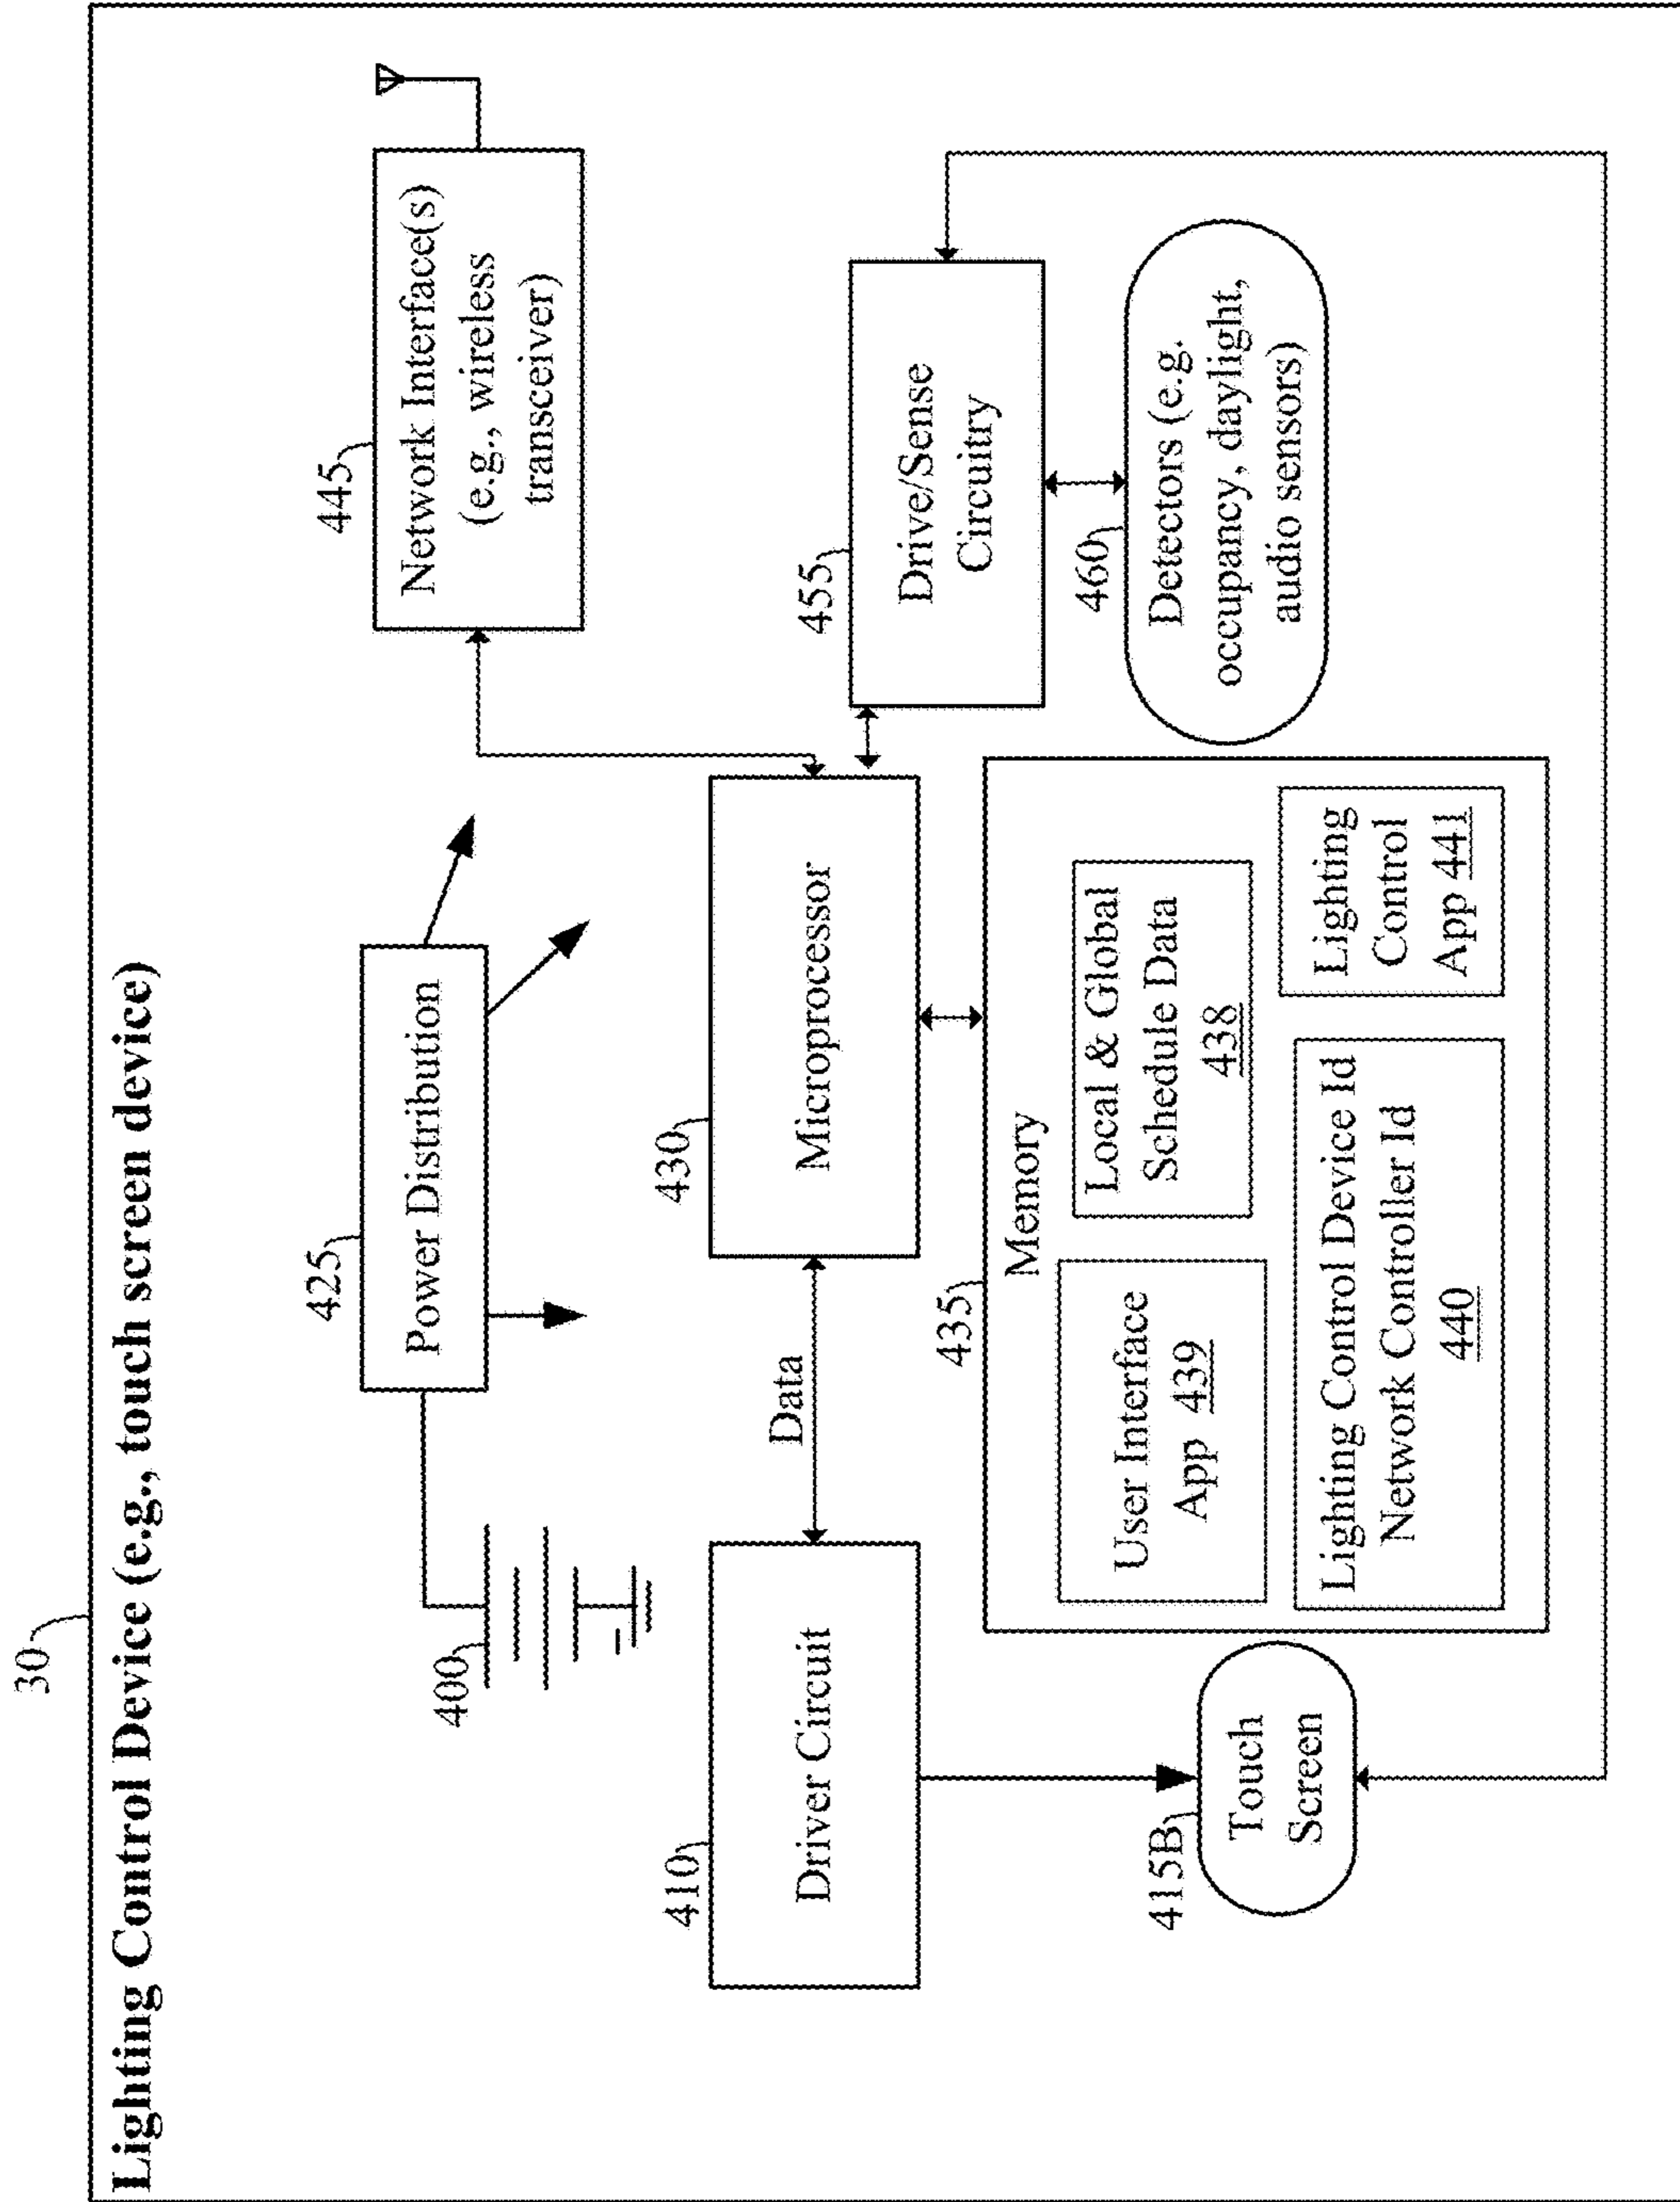 30
Lighting Control Device (e.g., touch screen device)
400
425
Power Distribution
445
Network Interface(s)
(e.g., wireless
transceiver)
410
Driver Circuit
Data
430
Microprocessor
455
Drive/Sense
Circuitry
415B
Touch
Screen
435
Memory
User Interface
App 439
Local & Global
Schedule Data
438
Lighting Control Device Id
Network Controller Id
440
Lighting
Control
App 441
460
Detectors (e.g.
occupancy, daylight,
audio sensors)